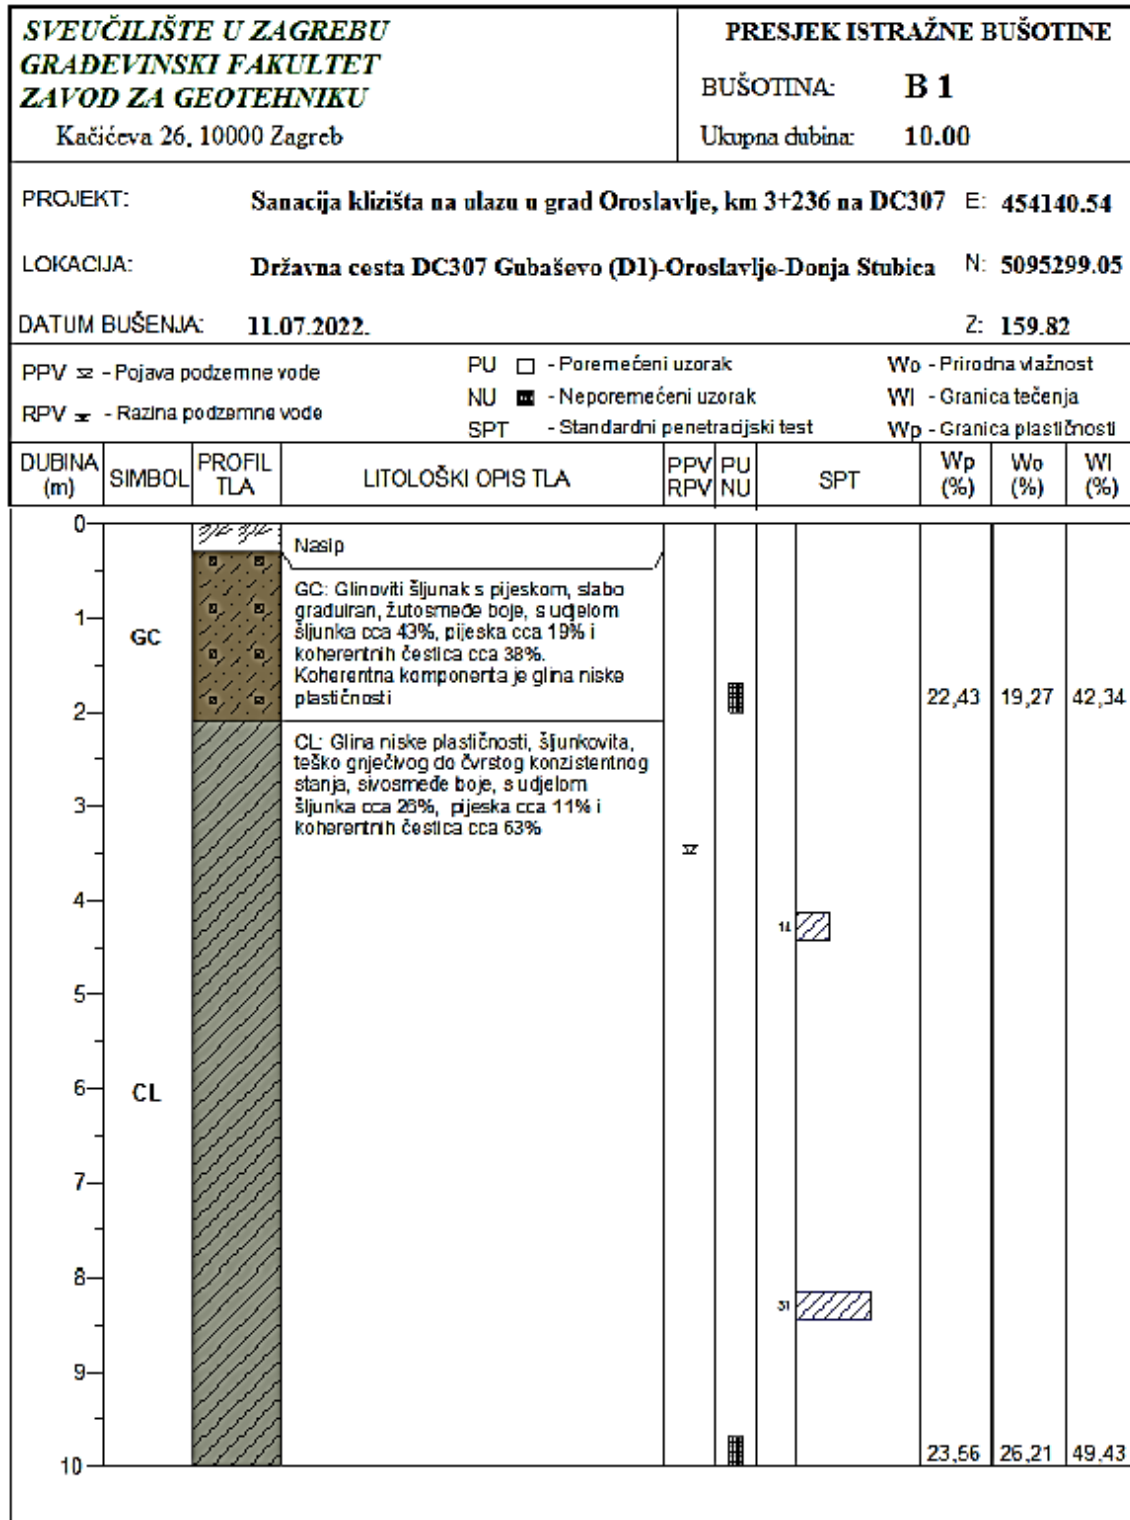 SVEUČILIŠTE U ZAGREBU
GRAĐEVINSKI FAKULTET
ZAVOD ZA GEOTEHNIKU
Kačićeva 26, 10000 Zagreb
PRESJEK ISTRAŽNE BUŠOTINE
BUŠOTINA: B 1
Ukupna dubina: 10.00
PROJEKT: Sanacija klizišta na ulazu u grad Oroslavlje, km 3+236 na DC307 E: 454140.54
LOKACIJA: Državna cesta DC307 Gubaševo (D1)-Oroslavlje-Donja Stubica N: 5095299.05
DATUM BUŠENJA: 11.07.2022. Z: 159.82
PPV - Pojava podzemne vode
RPV - Razina podzemne vode
PU - Poremećeni uzorak
NU - Neporemećeni uzorak
SPT - Standardni penetracijski test
Wo - Prirodna vlažnost
Wl - Granica tečenja
Wp - Granica plastičnosti
DUBINA (m)
SIMBOL
PROFIL TLA
LITOLOŠKI OPIS TLA
PPV RPV
PU NU
SPT
Wp (%)
Wo (%)
Wl (%)
0
Nasip
GC: Glinoviti šljunak s pijeskom, slabo
graduiran, žutosmeđe boje, s udjelom
šljunka cca 43%, pijeska cca 19% i
koherentnih čestica cca 38%.
Koherentna komponenta je glina niske
plastičnosti
1
GC
2
22,43 19,27 42,34
CL: Glina niske plastičnosti, šljunkovita,
teško gnječivog do čvrstog konzistentnog
stanja, sivosmeđe boje, s udjelom
šljunka cca 26%, pijeska cca 11% i
koherentnih čestica cca 63%
3
4
14
5
6
CL
7
8
31
9
10
23,56 26,21 49,43